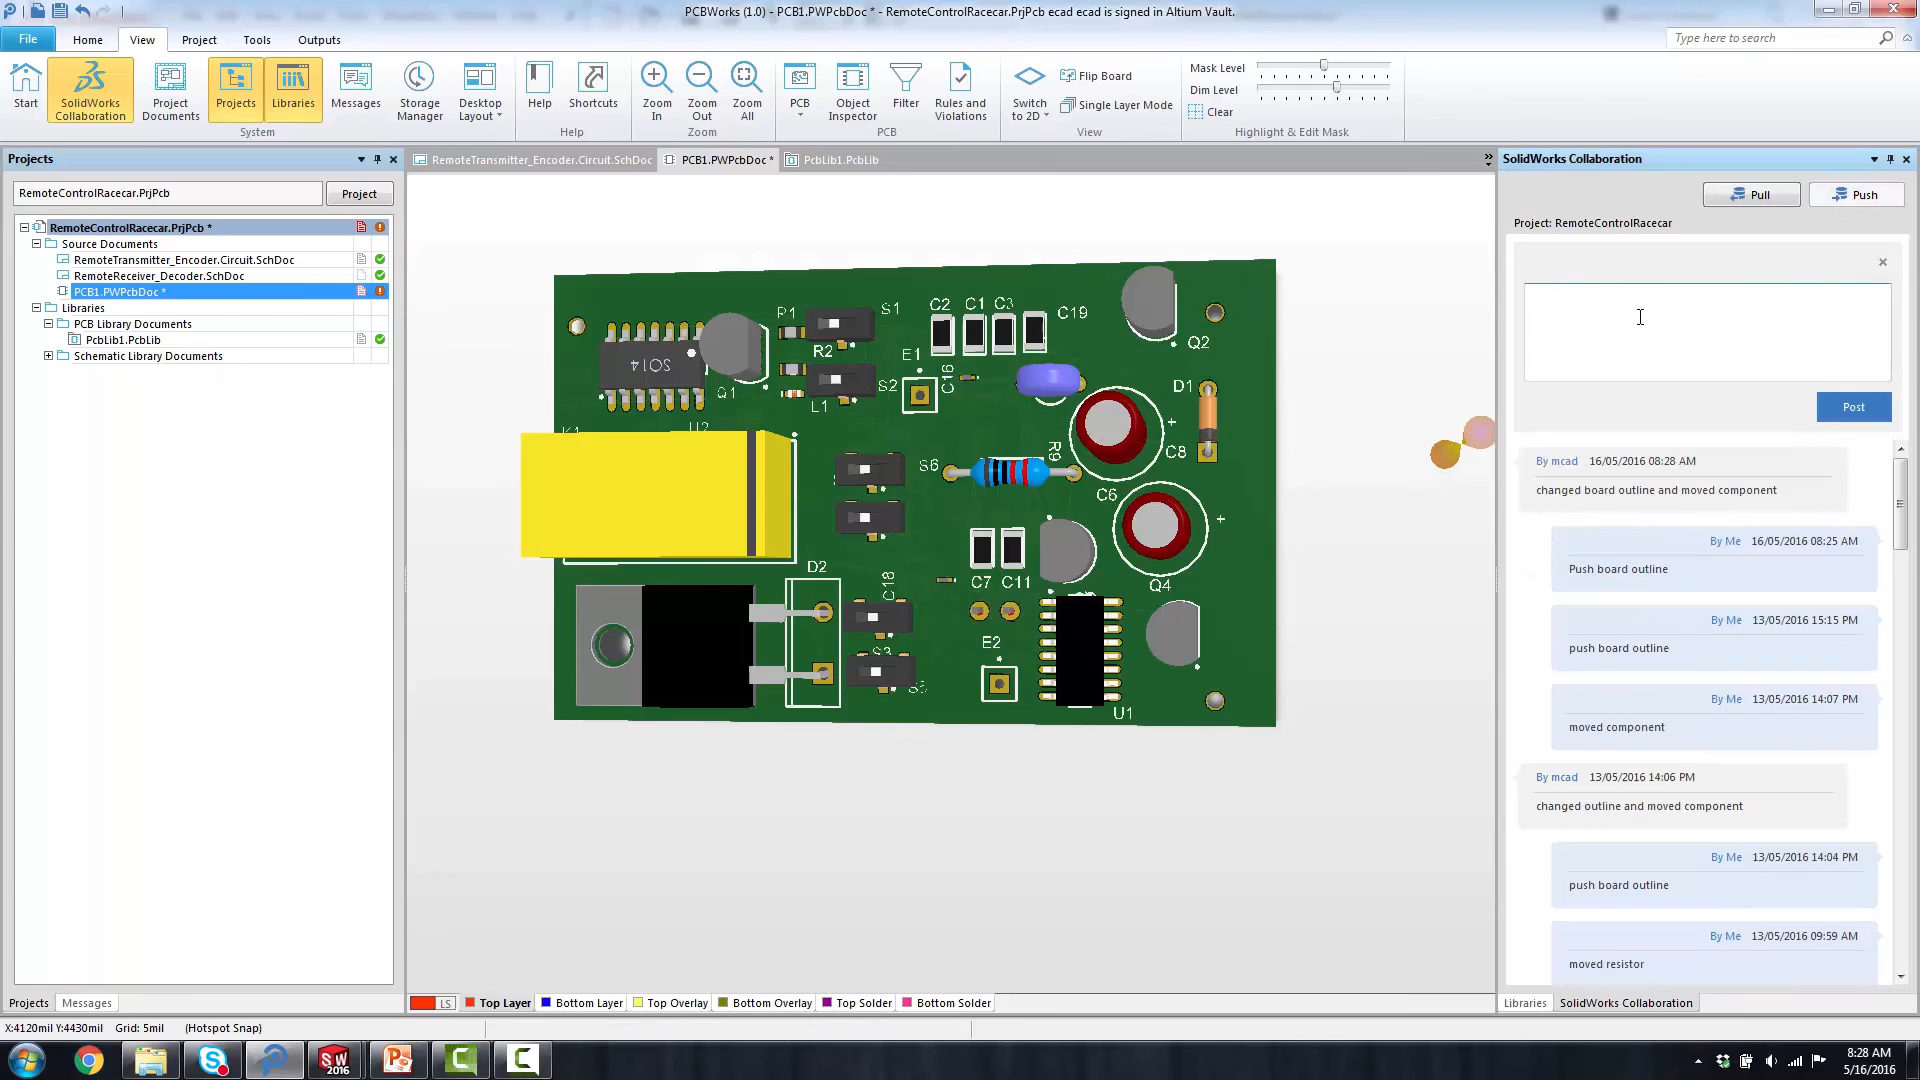 PCBWorks (1.0) - PCB1.PWPcbDoc * - RemoteControlRacecar.PrjPcb ecad ecad is signed in Altium Vault.
File Home View Project Tools Outputs
Type here to search
Start
SolidWorks Collaboration
Project Documents
Projects
Libraries
Messages
Storage Manager
Desktop Layout
System
Help
Shortcuts
Help
Zoom In
Zoom Out
Zoom All
Zoom
PCB
Object Inspector
Filter
Rules and Violations
PCB
Switch to 2D
Flip Board
Single Layer Mode
View
Mask Level
Dim Level
Clear
Highlight & Edit Mask
Projects
RemoteControlRacecar.PrjPcb
Project
RemoteControlRacecar.PrjPcb *
Source Documents
RemoteTransmitter_Encoder.Circuit.SchDoc
RemoteReceiver_Decoder.SchDoc
PCB1.PWPcbDoc *
Libraries
PCB Library Documents
PcbLib1.PcbLib
Schematic Library Documents
Projects Messages
RemoteTransmitter_Encoder.Circuit.SchDoc
PCB1.PWPcbDoc *
PcbLib1.PcbLib
S1
C2 C1 C3
C19
Q2
R2
E1
SO14
Q1
L1
S2
C16
D1
S6
R9
C8
C6
D2
C7 C11
Q4
C18
E2
U1
LS Top Layer Bottom Layer Top Overlay Bottom Overlay Top Solder Bottom Solder
SolidWorks Collaboration
Pull
Push
Project: RemoteControlRacecar
Post
By mcad 16/05/2016 08:28 AM
changed board outline and moved component
By Me 16/05/2016 08:25 AM
Push board outline
By Me 13/05/2016 15:15 PM
push board outline
By Me 13/05/2016 14:07 PM
moved component
By mcad 13/05/2016 14:06 PM
changed outline and moved component
By Me 13/05/2016 14:04 PM
push board outline
By Me 13/05/2016 09:59 AM
moved resistor
Libraries SolidWorks Collaboration
X:4120mil Y:4430mil Grid: 5mil (Hotspot Snap)
SW
2016
8:28 AM
5/16/2016